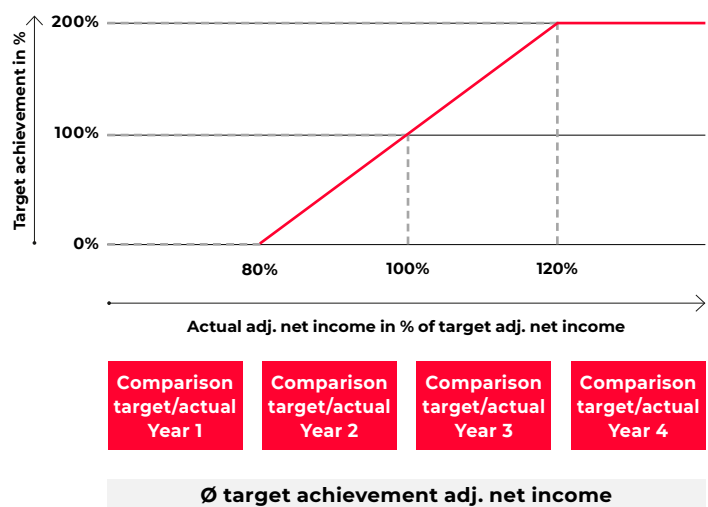 Target achievement in %
200%
100%
0%
80%
100%
120%
Actual adj. net income in % of target adj. net income
Comparison
target/actual
Year 1
Comparison
target/actual
Year 2
Comparison
target/actual
Year 3
Comparison
target/actual
Year 4
Ø target achievement adj. net income